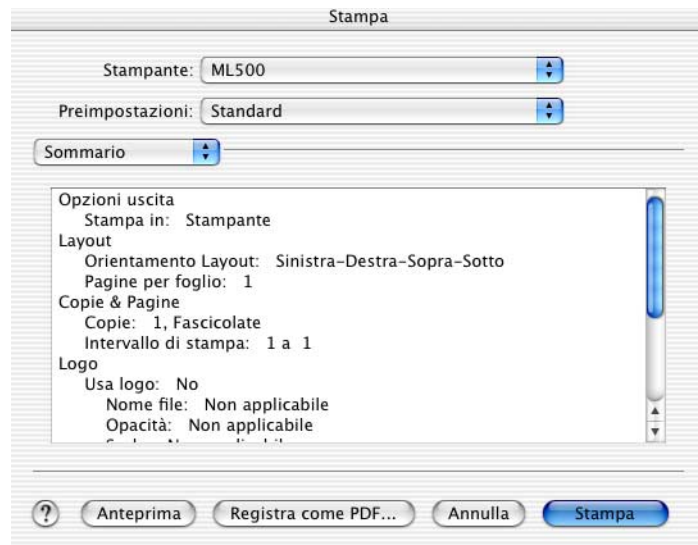 Stampa
Stampante: ML500
Preimpostazioni: Standard
Sommario
Opzioni uscita
Stampa in: Stampante
Layout
Orientamento Layout: Sinistra-Destra-Sopra-Sotto
Pagine per foglio: 1
Copie & Pagine
Copie: 1, Fascicolate
Intervallo di stampa: 1 a 1
Logo
Usa logo: No
Nome file: Non applicabile
Opacità: Non applicabile
? Anteprima Registra come PDF... Annulla Stampa